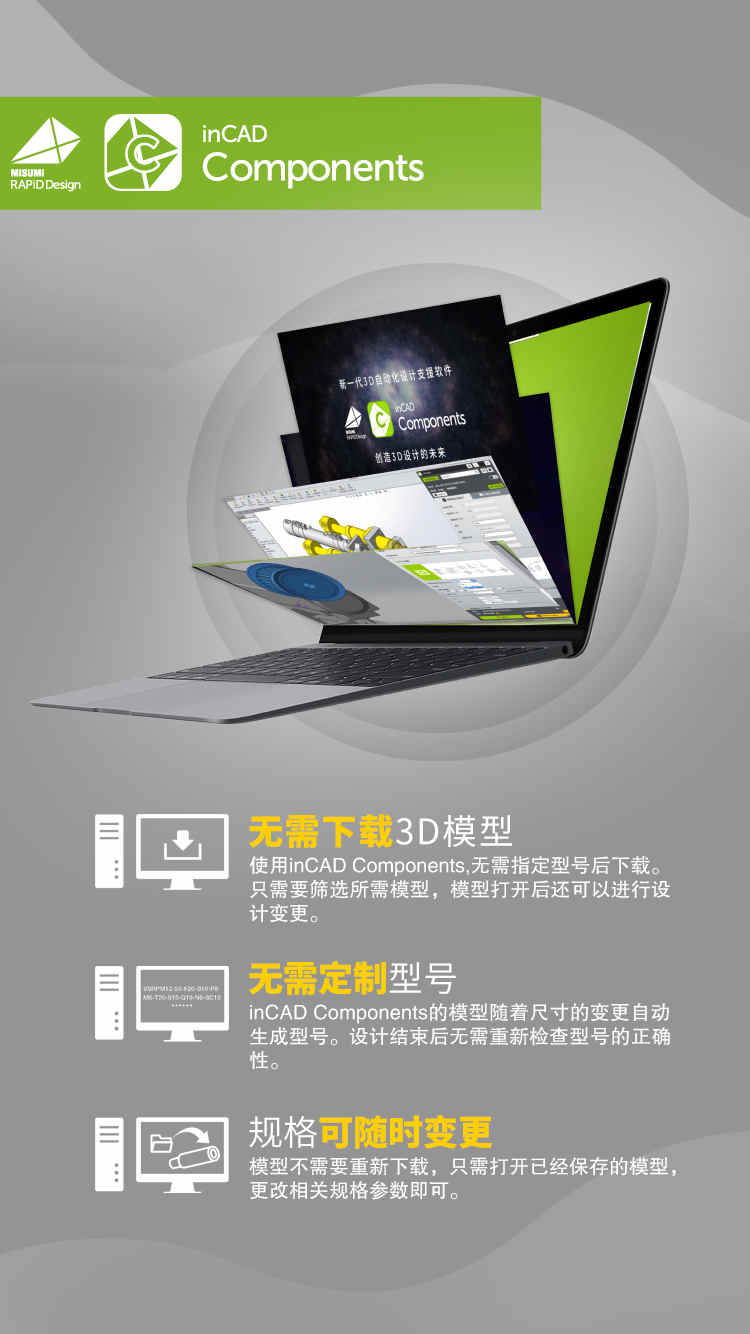 inCAD
Components
MISUMI
RAPiD Design
新一代3D自动化设计支援软件
inCAD
Components
MISUMI
RAPiD Design
创造3D设计的未来
无需下载3D模型
使用inCAD Components,无需指定型号后下载。
只需要筛选所需模型，模型打开后还可以进行设
计变更。
无需定制型号
inCAD Components的模型随着尺寸的变更自动
生成型号。设计结束后无需重新检查型号的正确
性。
规格可随时变更
模型不需要重新下载，只需打开已经保存的模型，
更改相关规格参数即可。